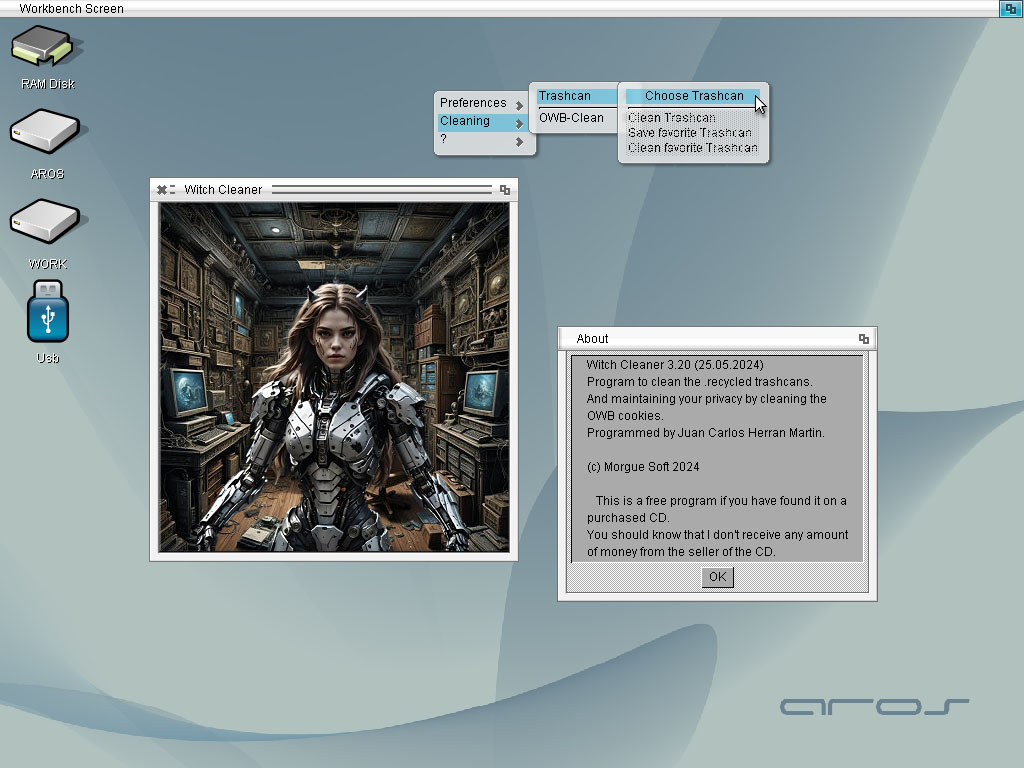 Workbench Screen
RAM Disk
AROS
WORK
Usb
Preferences
Cleaning
?
Trashcan
OWB-Clean
Choose Trashcan
Clean Trashcan
Save favorite Trashcan
Clean favorite Trashcan
Witch Cleaner
About
Witch Cleaner 3.20 (25.05.2024)
Program to clean the .recycled trashcans.
And maintaining your privacy by cleaning the
OWB cookies.
Programmed by Juan Carlos Herran Martin.
(c) Morgue Soft 2024
This is a free program if you have found it on a
purchased CD.
You should know that I don't receive any amount
of money from the seller of the CD.
OK
aros